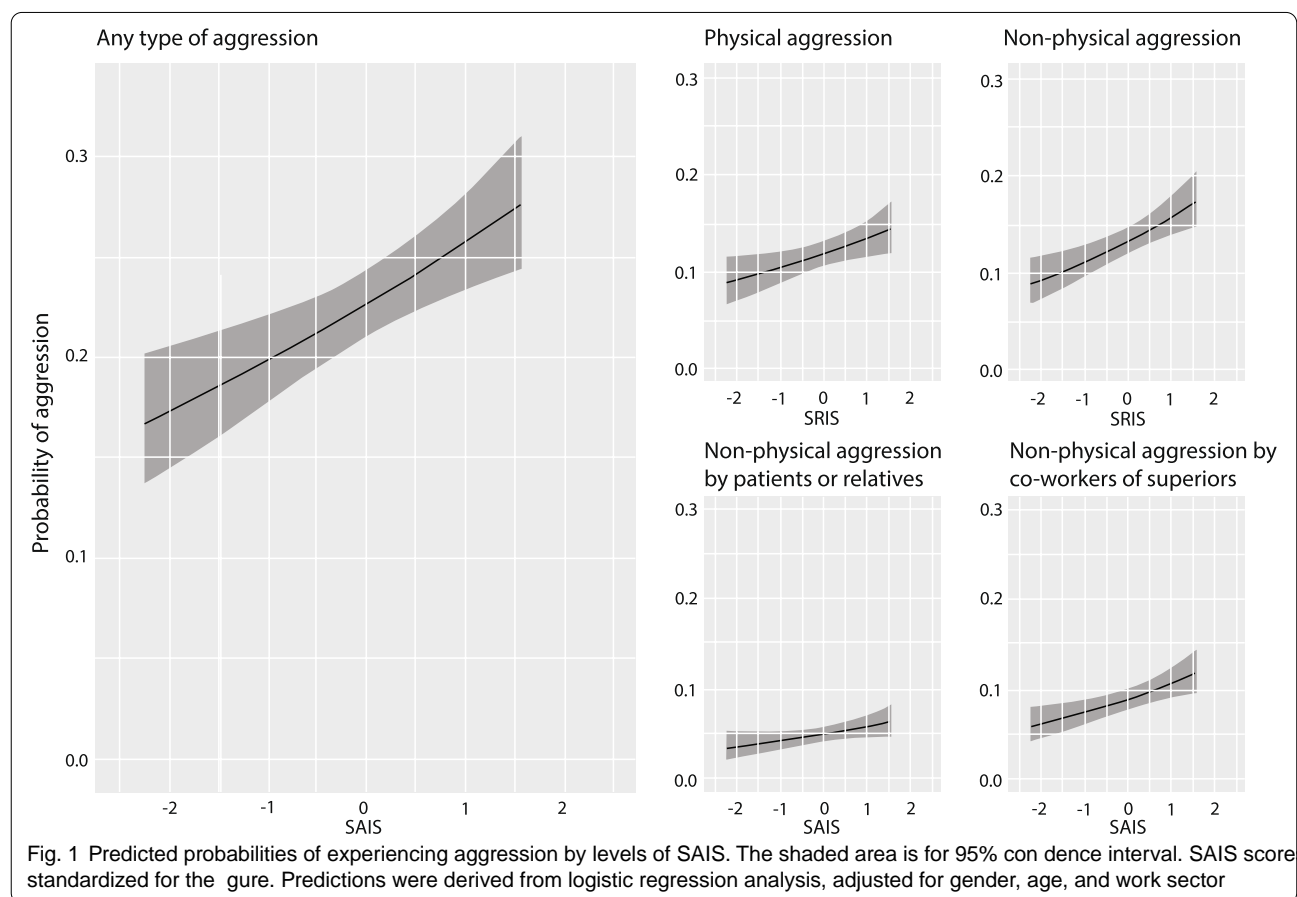 Any type of aggression
Probability of aggression
0.3
0.2
0.1
0.0
-2 -1 0 1 2
SAIS
Physical aggression
0.3
0.2
0.1
0.0
-2 -1 0 1 2
SRIS
Non-physical aggression
0.3
0.2
0.1
0.0
-2 -1 0 1 2
SRIS
Non-physical aggression
by patients or relatives
0.3
0.2
0.1
0.0
-2 -1 0 1 2
SAIS
Non-physical aggression by
co-workers of superiors
0.3
0.2
0.1
0.0
-2 -1 0 1 2
SAIS
Fig. 1 Predicted probabilities of experiencing aggression by levels of SAIS. The shaded area is for 95% con dence interval. SAIS score
standardized for the gure. Predictions were derived from logistic regression analysis, adjusted for gender, age, and work sector